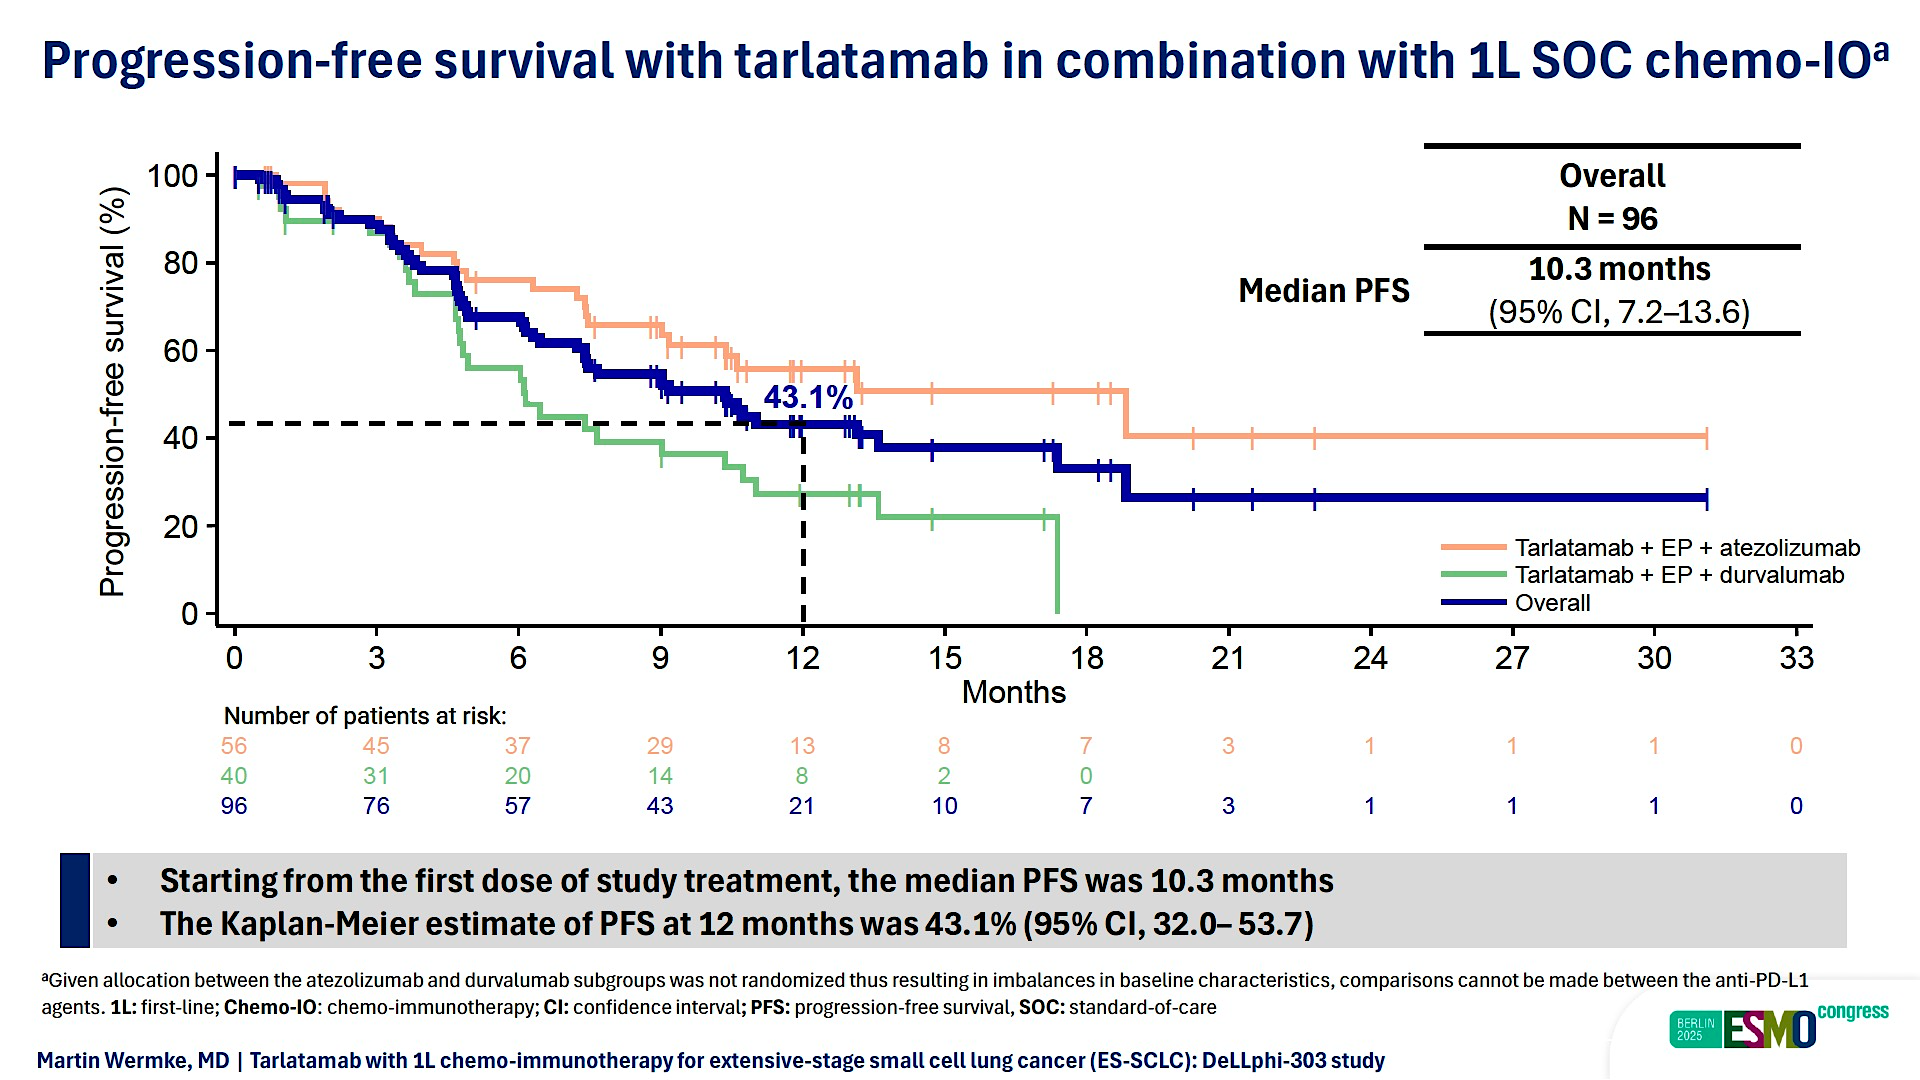 Progression-free survival with tarlatamab in combination with 1L SOC chemo-IOᵃ
Overall
N = 96
Median PFS
10.3 months
(95% CI, 7.2–13.6)
Progression-free survival (%)
100
80
60
40
20
0
43.1%
Tarlatamab + EP + atezolizumab
Tarlatamab + EP + durvalumab
Overall
0 3 6 9 12 15 18 21 24 27 30 33
Months
Number of patients at risk:
56 45 37 29 13 8 7 3 1 1 1 0
40 31 20 14 8 2 0
96 76 57 43 21 10 7 3 1 1 1 0
• Starting from the first dose of study treatment, the median PFS was 10.3 months
• The Kaplan-Meier estimate of PFS at 12 months was 43.1% (95% CI, 32.0– 53.7)
ᵃGiven allocation between the atezolizumab and durvalumab subgroups was not randomized thus resulting in imbalances in baseline characteristics, comparisons cannot be made between the anti-PD-L1
agents. 1L: first-line; Chemo-IO: chemo-immunotherapy; CI: confidence interval; PFS: progression-free survival, SOC: standard-of-care
Martin Wermke, MD | Tarlatamab with 1L chemo-immunotherapy for extensive-stage small cell lung cancer (ES-SCLC): DeLLphi-303 study
BERLIN
2025
ESMO congress